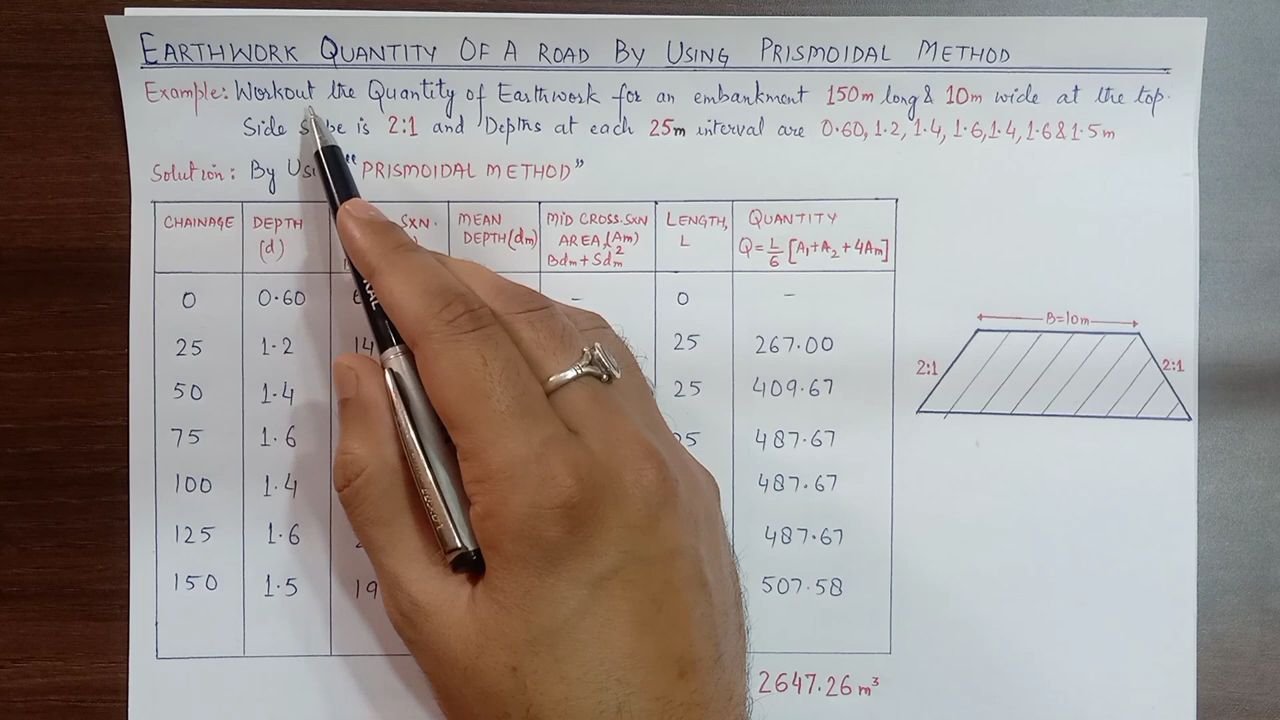 EARTHWORK QUANTITY OF A ROAD BY USING PRISMOIDAL METHOD
Example: Workout the Quantity of Earthwork for an embankment 150m long & 10m wide at the top.
Side is 2:1 and Depths at each 25m interval are 0.60, 1.2, 1.4, 1.6, 1.4, 1.6 & 1.5m
Solution: By "PRISMOIDAL METHOD"
CHAINAGE DEPTH (d) SXN. MEAN DEPTH (dm) MID CROSS.SXN AREA, (Am) Bdm + Sdm² LENGTH, L QUANTITY Q = L/6 [A1+A2+4Am]
0 0.60 - 0 -
25 1.2 14 25 267.00
50 1.4 25 409.67
75 1.6 487.67
100 1.4 487.67
125 1.6 487.67
150 1.5 19 507.58
2647.26 m³
B=10m
2:1
2:1